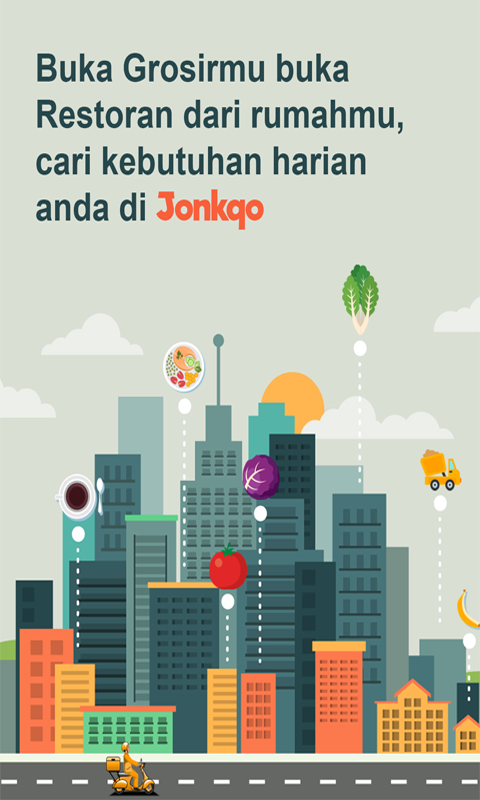 Buka Grosirmu buka
Restoran dari rumahmu,
cari kebutuhan harian
anda di Jonkqo